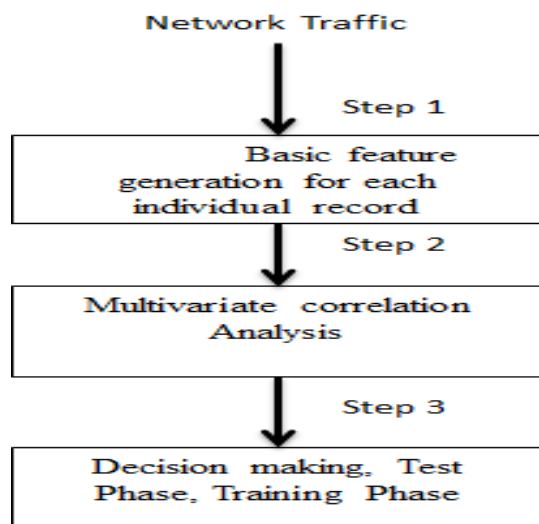 Network Traffic
Step 1
Basic feature
generation for each
individual record
Step 2
Multivariate correlation
Analysis
Step 3
Decision making, Test
Phase, Training Phase